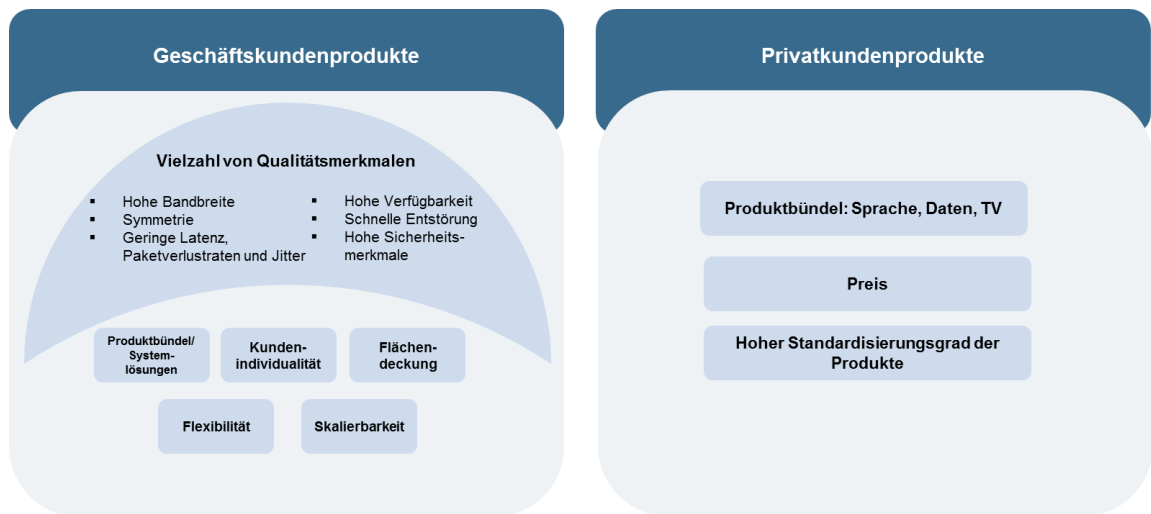 Geschäftskundenprodukte
Vielzahl von Qualitätsmerkmalen
▪ Hohe Bandbreite
▪ Symmetrie
▪ Geringe Latenz,
Paketverlustraten und Jitter
▪ Hohe Verfügbarkeit
▪ Schnelle Entstörung
▪ Hohe Sicherheits-
merkmale
Produktbündel/
System-
lösungen
Kunden-
individualität
Flächen-
deckung
Flexibilität
Skalierbarkeit
Privatkundenprodukte
Produktbündel: Sprache, Daten, TV
Preis
Hoher Standardisierungsgrad der
Produkte